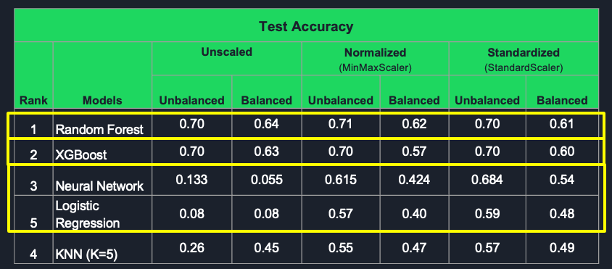 Test Accuracy
Unscaled Normalized Standardized
(MinMaxScaler) (StandardScaler)
Rank Models Unbalanced Balanced Unbalanced Balanced Unbalanced Balanced
1 Random Forest 0.70 0.64 0.71 0.62 0.70 0.61
2 XGBoost 0.70 0.63 0.70 0.57 0.70 0.60
3 Neural Network 0.133 0.055 0.615 0.424 0.684 0.54
Logistic
5 Regression 0.08 0.08 0.57 0.40 0.59 0.48
4 KNN (K=5) 0.26 0.45 0.55 0.47 0.57 0.49